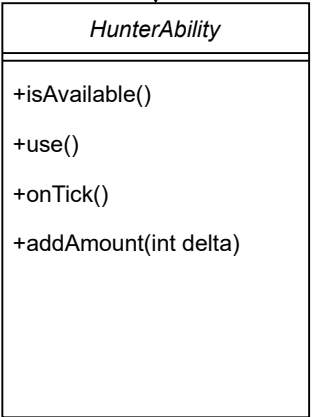 HunterAbility
+isAvailable()
+use()
+onTick()
+addAmount(int delta)